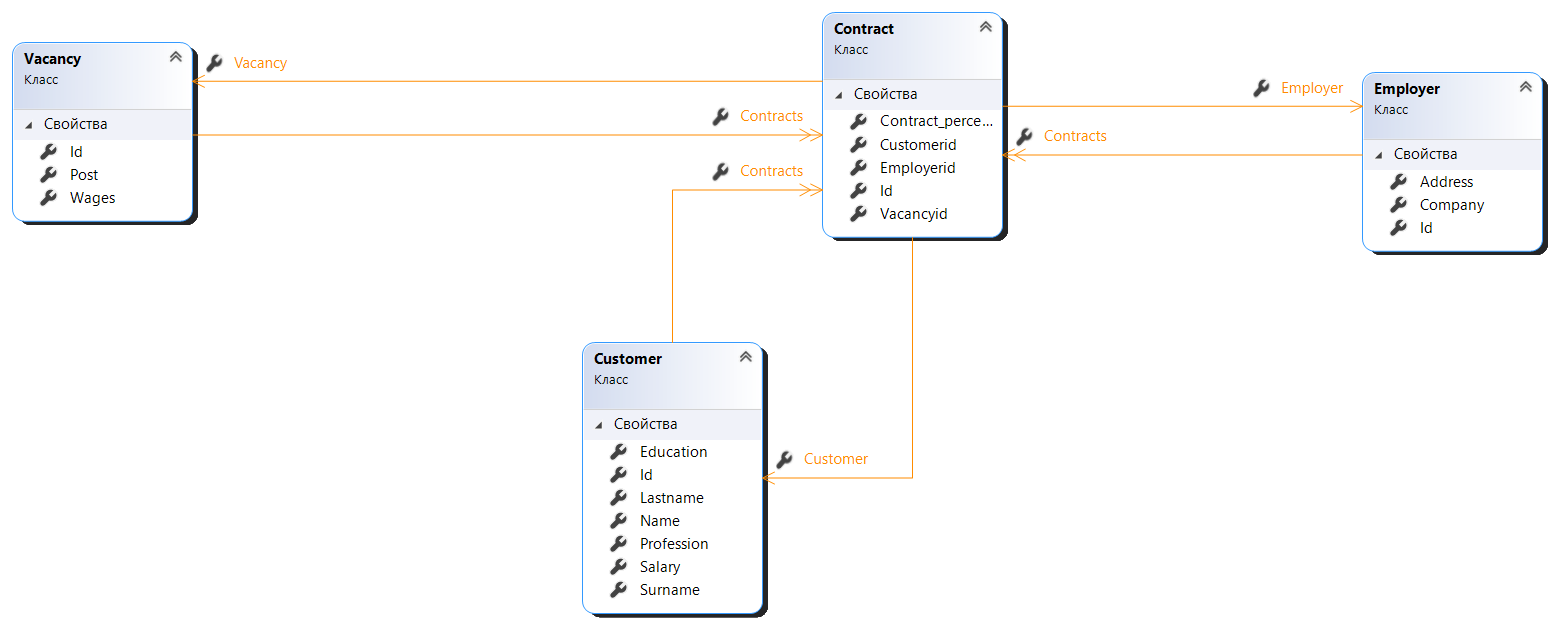 Vacancy
Класс
Свойства
Id
Post
Wages
Vacancy
Contracts
Contracts
Contract
Класс
Свойства
Contract_perce...
Customerid
Employerid
Id
Vacancyid
Employer
Contracts
Employer
Класс
Свойства
Address
Company
Id
Customer
Класс
Свойства
Education
Id
Lastname
Name
Profession
Salary
Surname
Customer